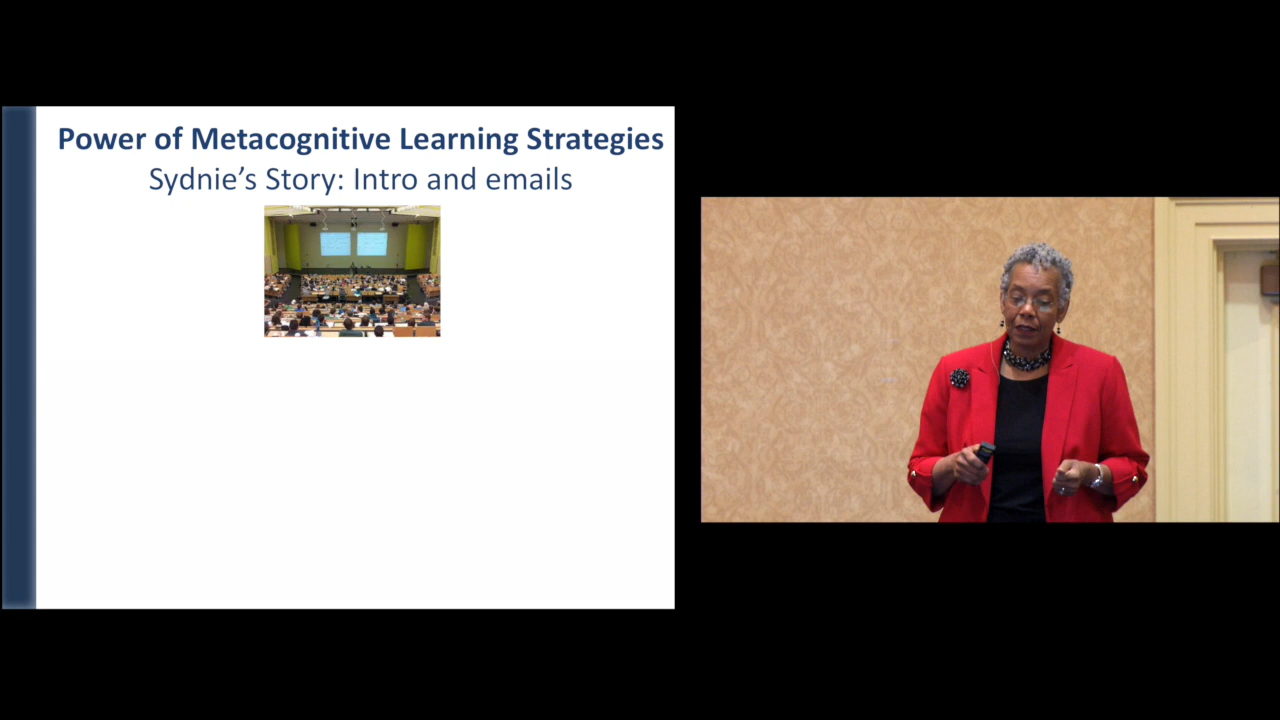 Power of Metacognitive Learning Strategies
Sydnie’s Story: Intro and emails